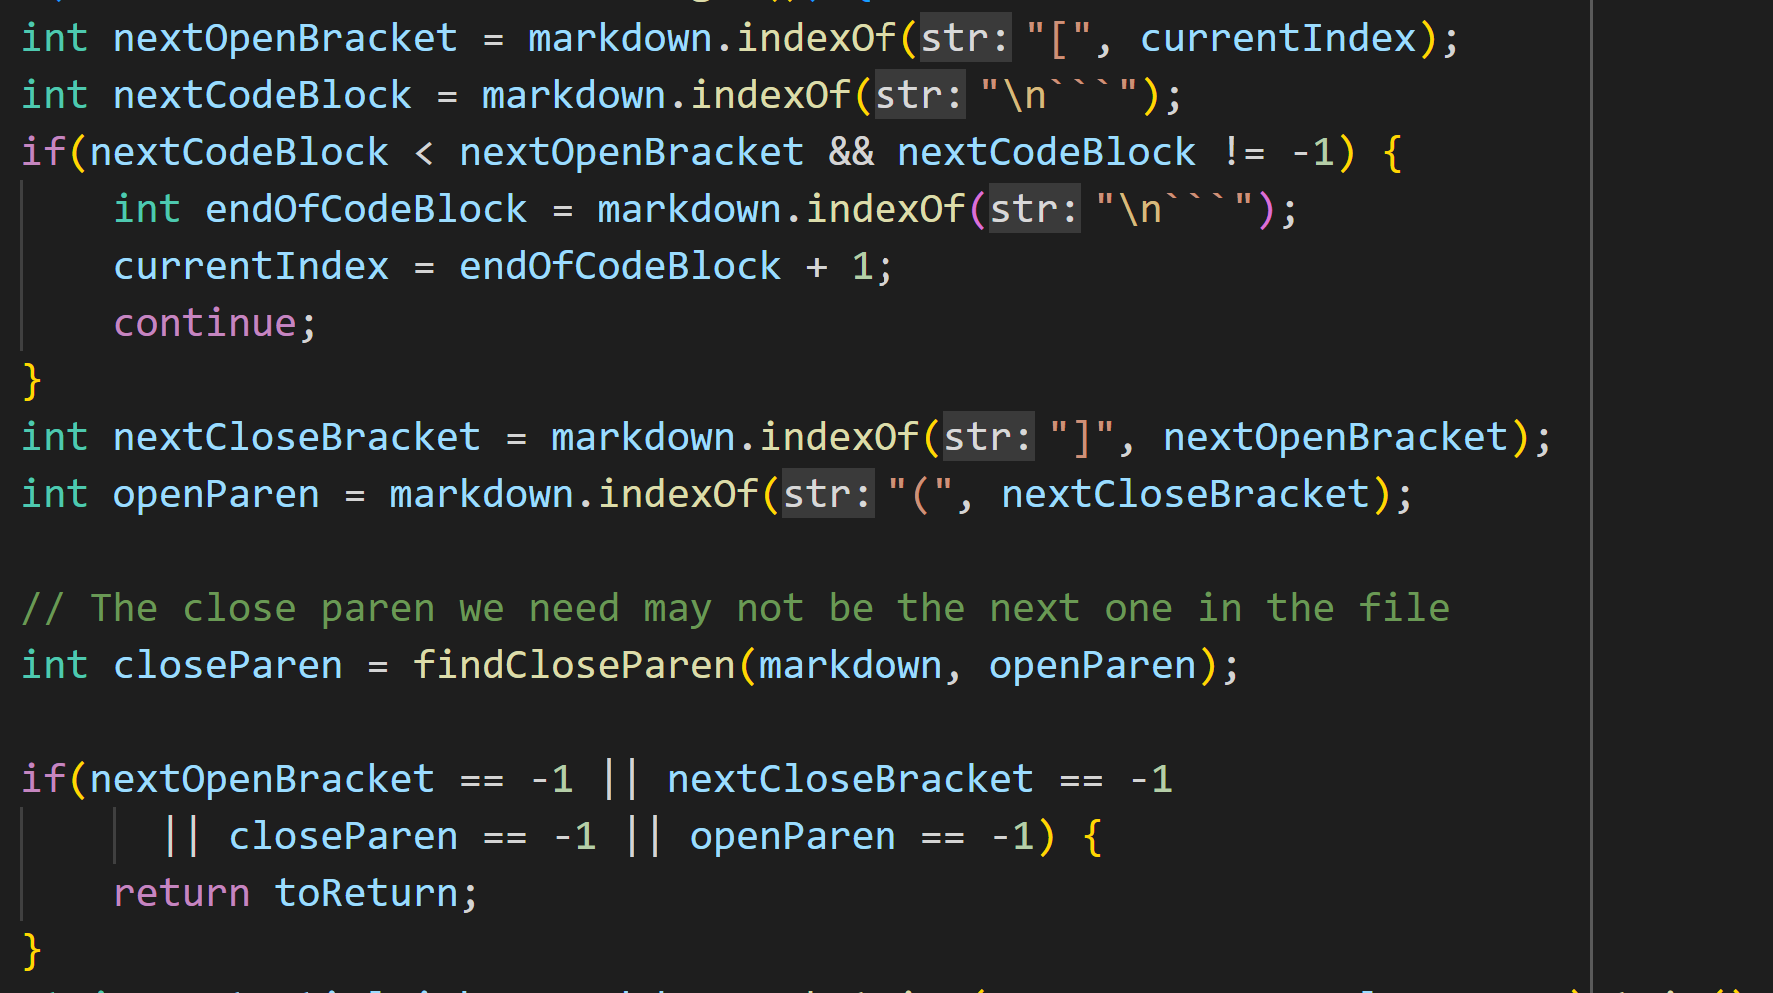 int nextOpenBracket = markdown.indexOf(str: "[", currentIndex);
int nextCodeBlock = markdown.indexOf(str: "\n```");
if(nextCodeBlock < nextOpenBracket && nextCodeBlock != -1) {
    int endOfCodeBlock = markdown.indexOf(str: "\n```");
    currentIndex = endOfCodeBlock + 1;
    continue;
}
int nextCloseBracket = markdown.indexOf(str: "]", nextOpenBracket);
int openParen = markdown.indexOf(str: "(", nextCloseBracket);
// The close paren we need may not be the next one in the file
int closeParen = findCloseParen(markdown, openParen);
if(nextOpenBracket == -1 || nextCloseBracket == -1
      || closeParen == -1 || openParen == -1) {
    return toReturn;
}